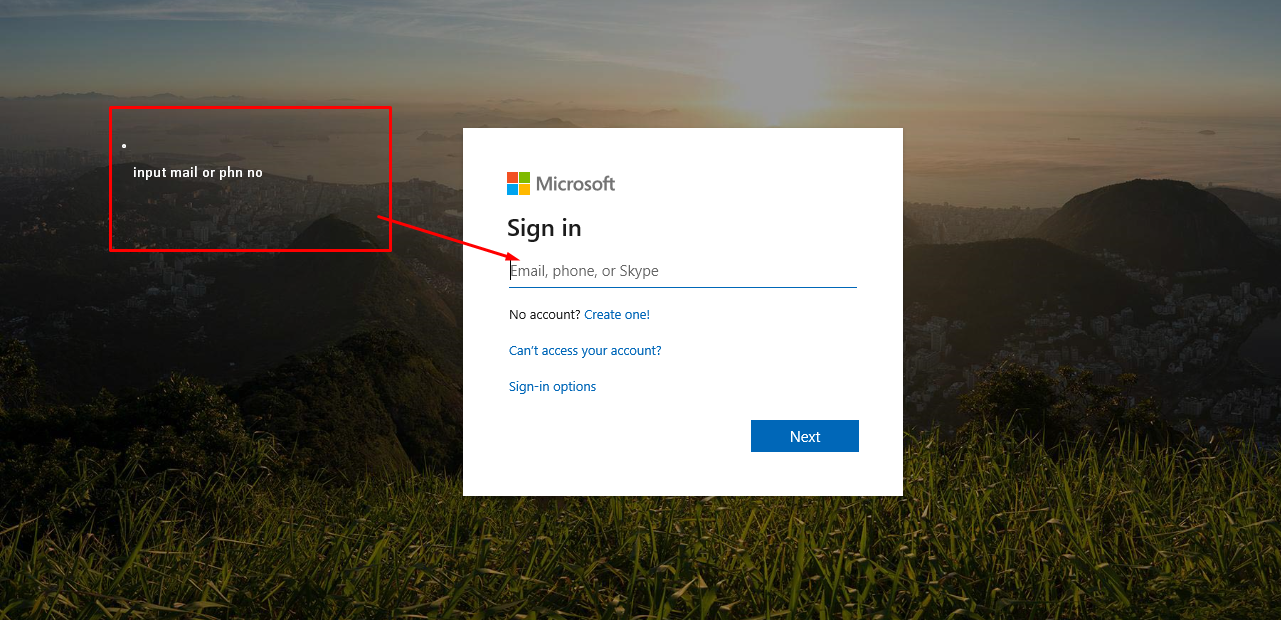 •
input mail or phn no
Microsoft
Sign in
Email, phone, or Skype
No account? Create one!
Can't access your account?
Sign-in options
Next